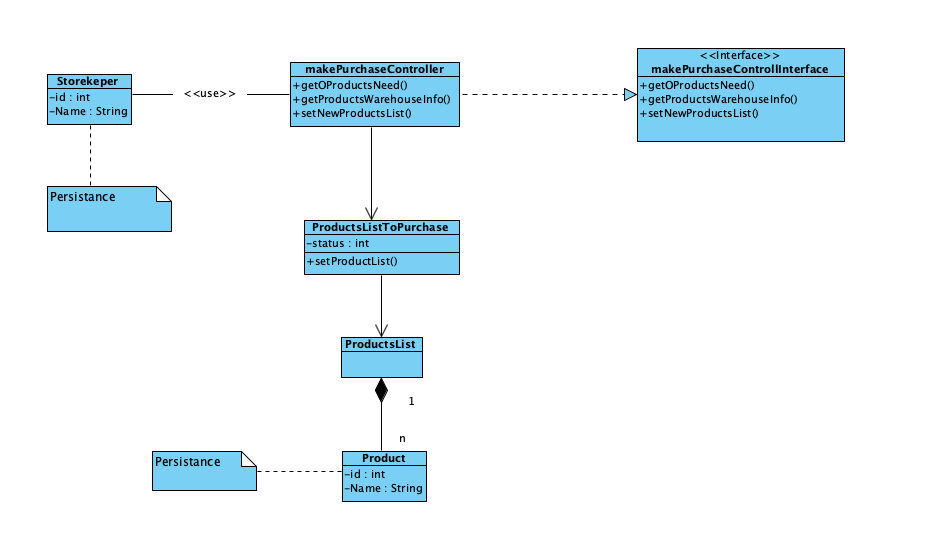 Storekeper
-id : int
-Name : String
Persistance
<<use>>
makePurchaseController
+getOProductsNeed()
+getProductsWarehouseInfo()
+setNewProductsList()
<<Interface>>
makePurchaseControllInterface
+getOProductsNeed()
+getProductsWarehouseInfo()
+setNewProductsList()
ProductsListToPurchase
-status : int
+setProductList()
ProductsList
1
n
Persistance
Product
-id : int
-Name : String